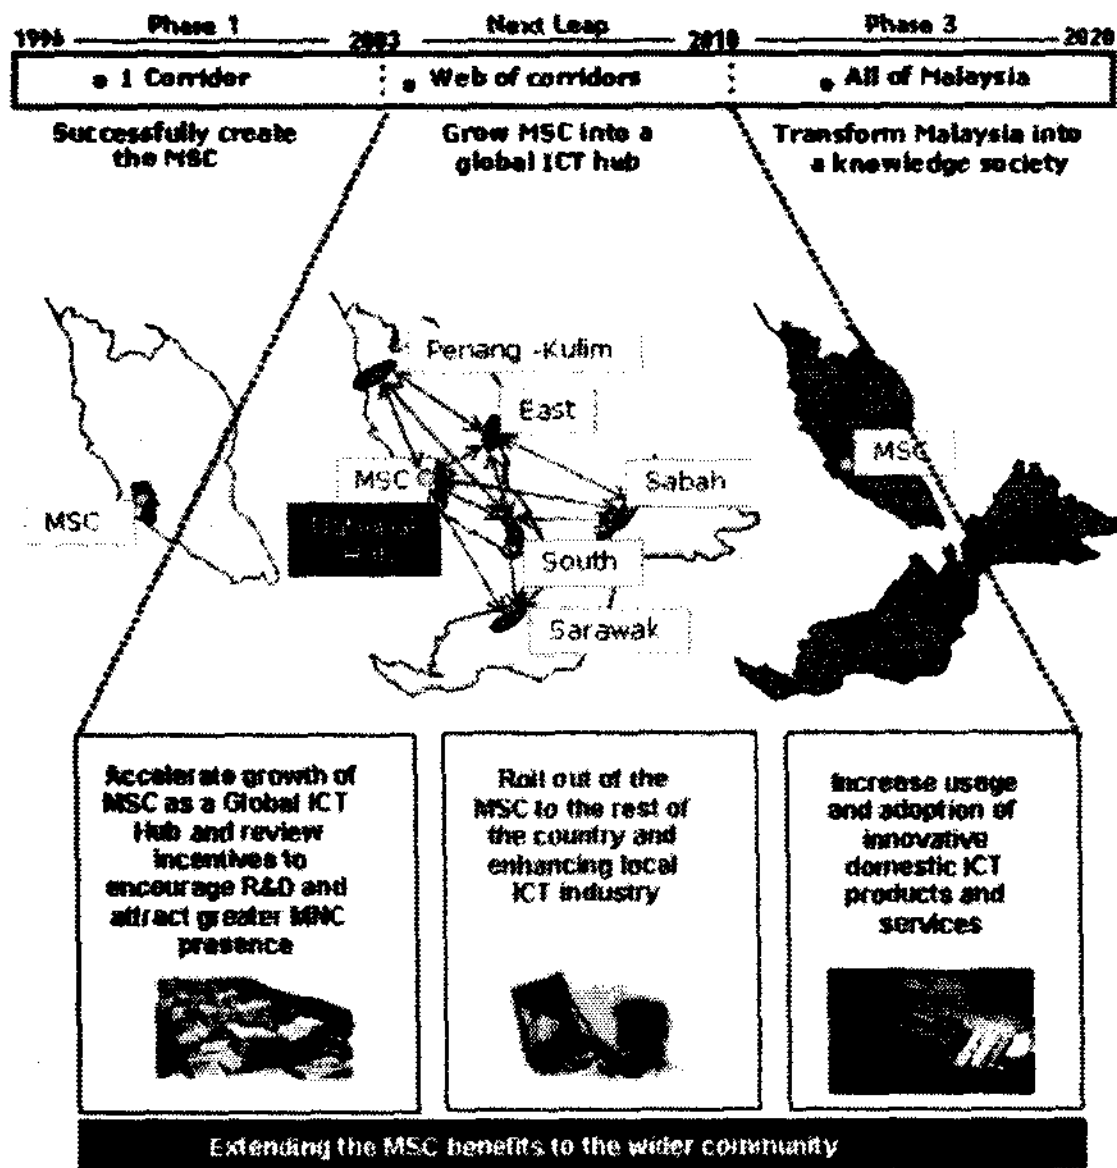 Phase 1
Next Leap
Phase 3
1996
2003
2010
2020
• 1 Corridor
• Web of corridors
• All of Malaysia
Successfully create
the MSC
Grow MSC into a
global ICT hub
Transform Malaysia into
a knowledge society
MSC
Penang -Kulim
East
MSC
Sabah
South
Sarawak
MSC
Accelerate growth of
MSC as a Global ICT
Hub and review
incentives to
encourage R&D and
attract greater MNC
presence
Roll out of the
MSC to the rest of
the country and
enhancing local
ICT industry
Increase usage
and adoption of
innovative
domestic ICT
products and
services
Extending the MSC benefits to the wider community